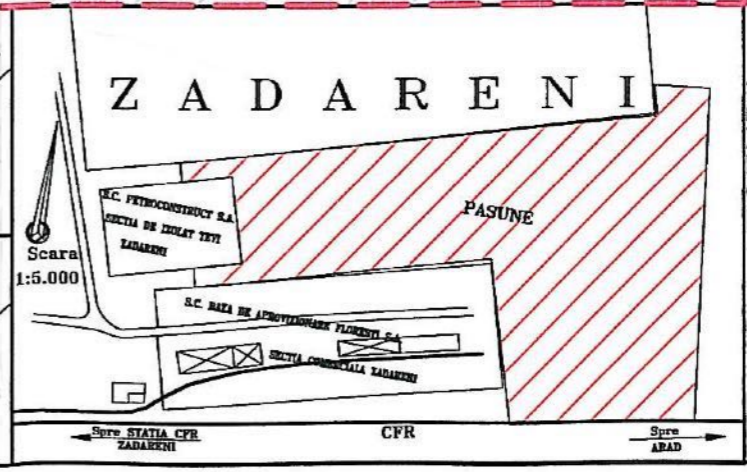 ZADARENI
S.C. PETROCONSTRUCT S.A.
SECTIA DE IZOLAT TEVI
ZADARENI
PASUNE
Scara
1:5.000
S.C. BAZA DE APROVIZIONARE FLORESTI S.A.
SECTIA COMERCIALA ZADARENI
Spre STATIA CFR
ZADARENI
CFR
Spre
ARAD